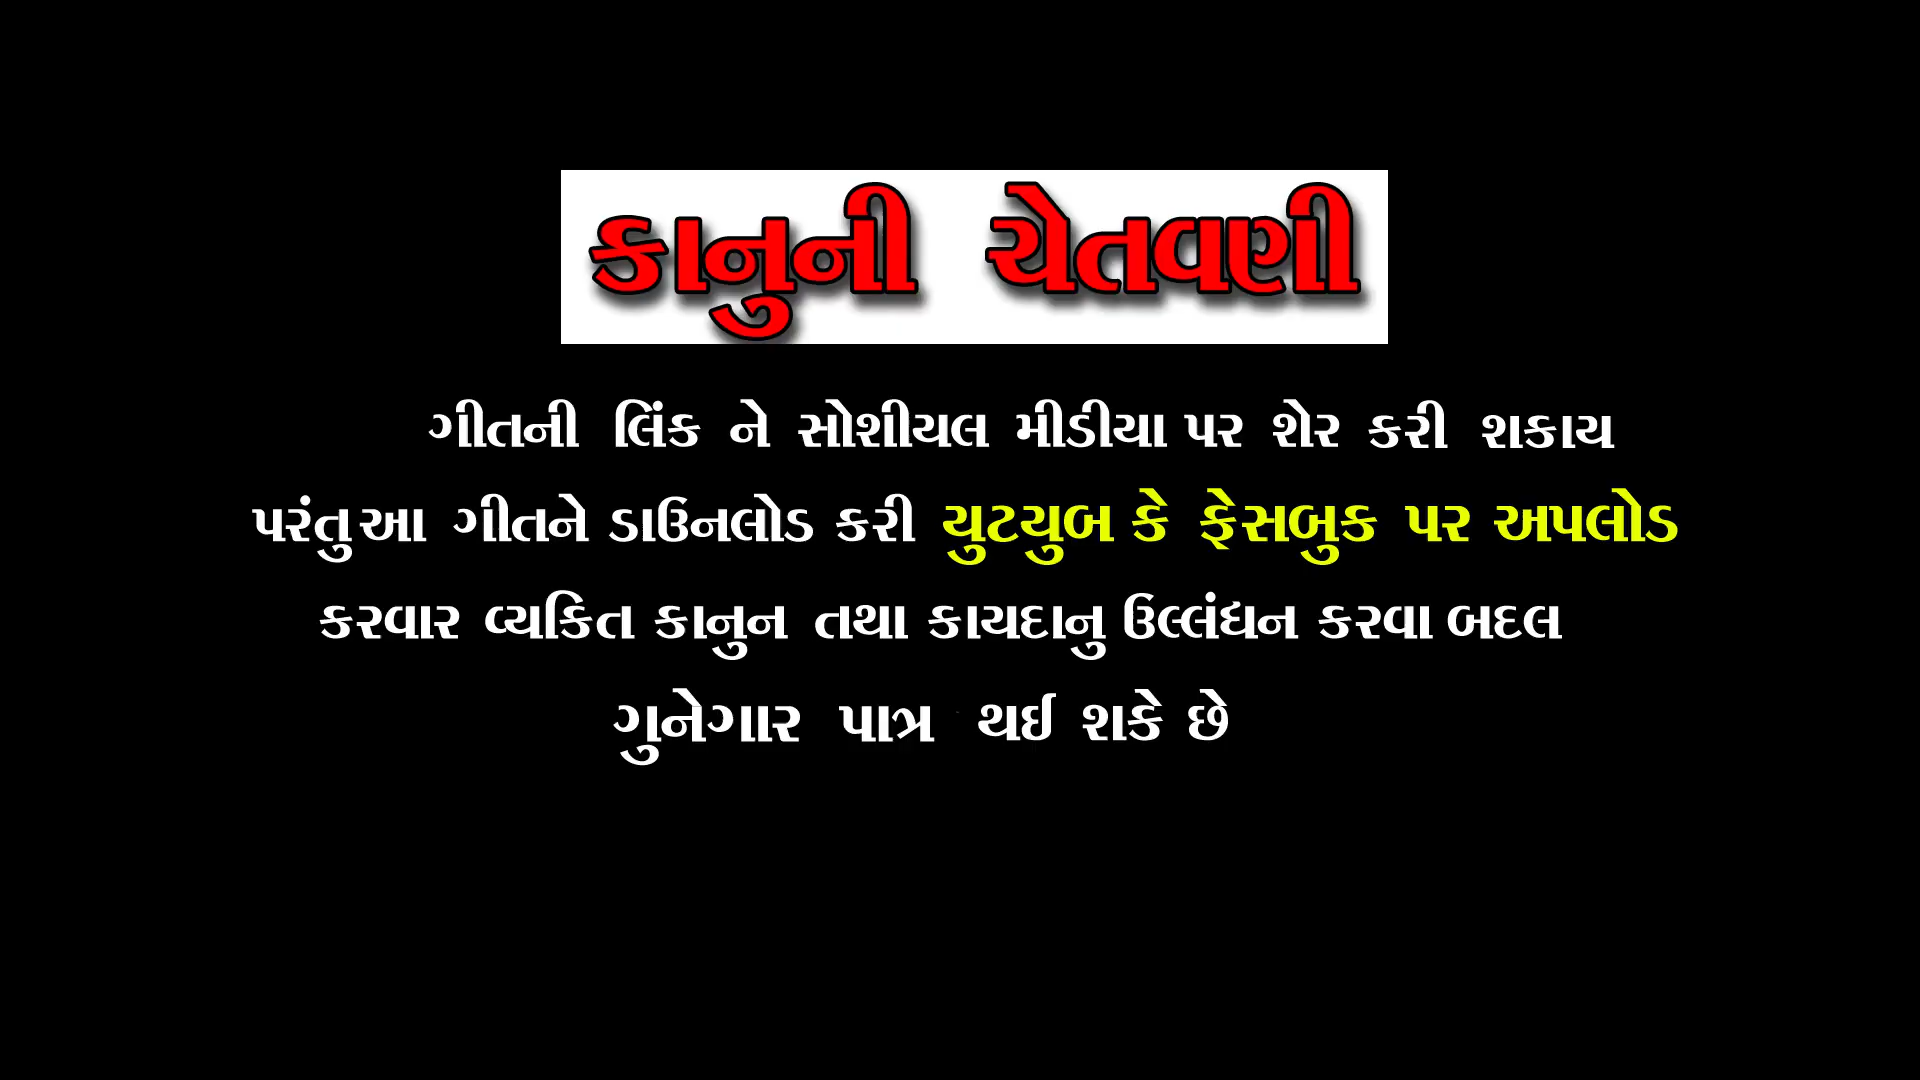 કાનુની ચેતવણી
ગીતની લિંક ને સોશીયલ મીડીયા પર શેર કરી શકાય
પરંતુ આ ગીતને ડાઉનલોડ કરી યુટયુબ કે ફેસબુક પર અપલોડ
કરવાર વ્યકિત કાનુન તથા કાયદાનુ ઉલ્લંઘન કરવા બદલ
ગુનેગાર પાત્ર થઈ શકે છે